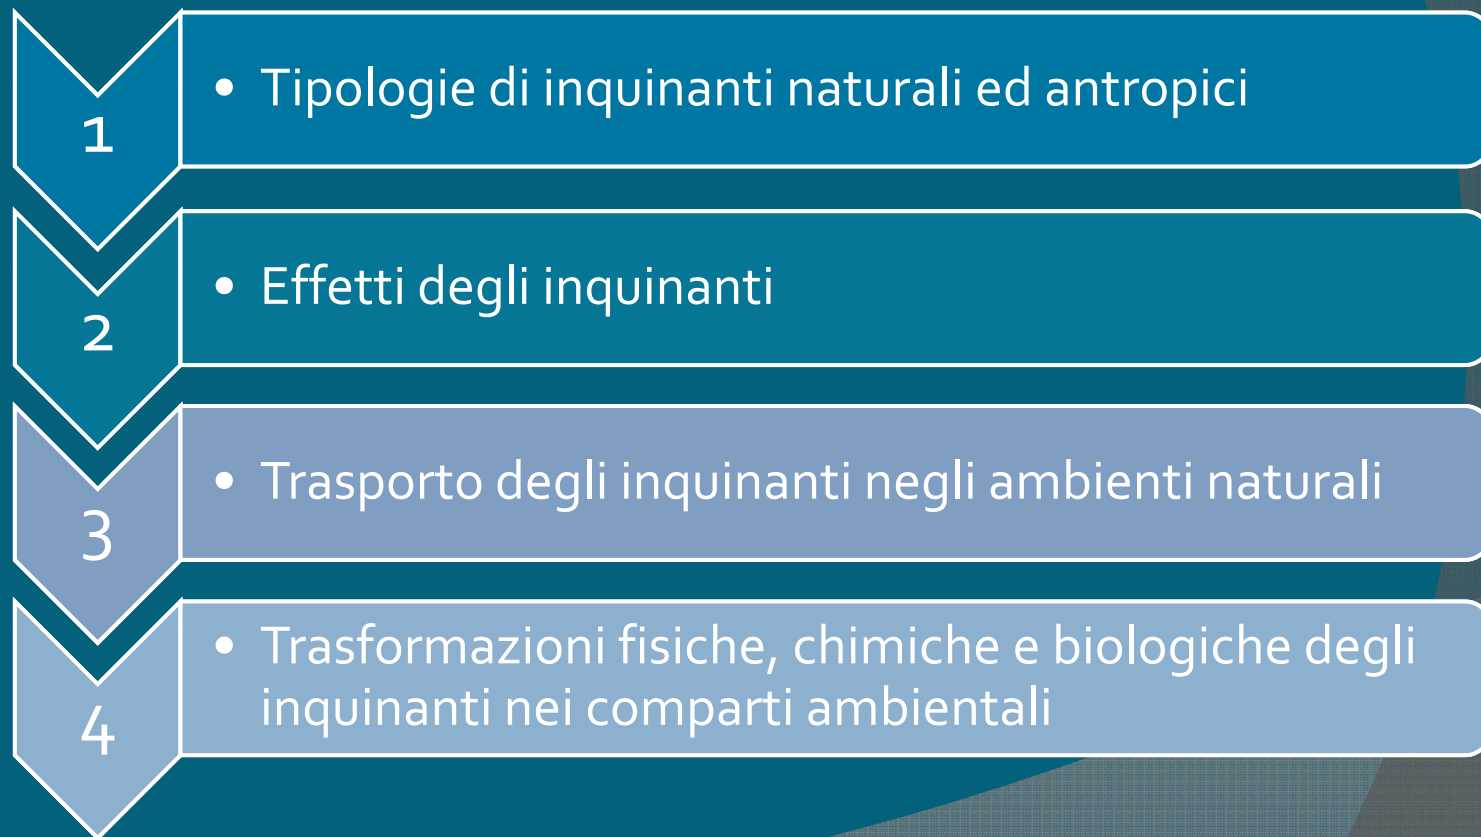 1
• Tipologie di inquinanti naturali ed antropici
2
• Effetti degli inquinanti
3
• Trasporto degli inquinanti negli ambienti naturali
4
• Trasformazioni fisiche, chimiche e biologiche degli
inquinanti nei comparti ambientali